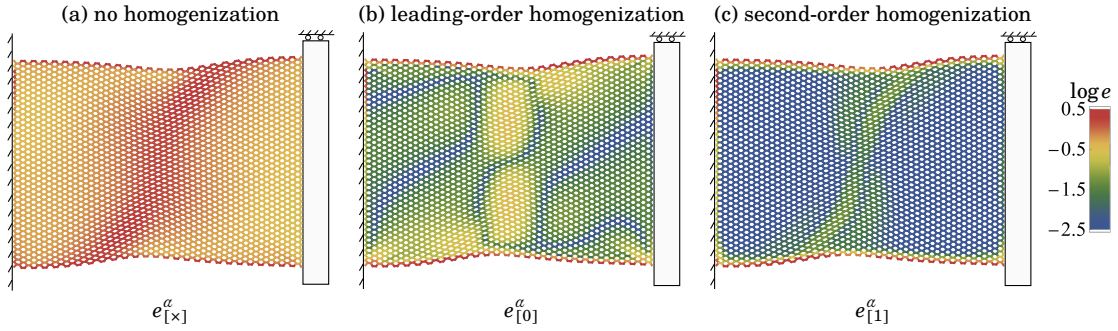 (a) no homogenization
(b) leading-order homogenization
(c) second-order homogenization
log e
0.5
−0.5
−1.5
−2.5
e^α_[×]
e^α_[0]
e^α_[1]